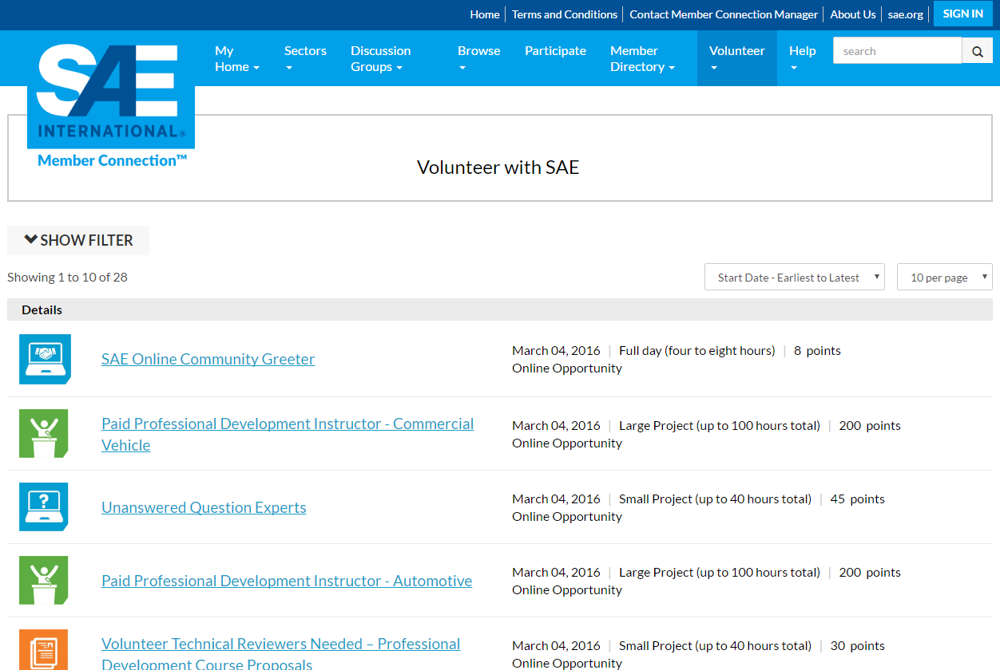 Home
Terms and Conditions
Contact Member Connection Manager
About Us
sae.org
SIGN IN
SAE
INTERNATIONAL®
Member Connection™
My
Home
Sectors
Discussion
Groups
Browse
Participate
Member
Directory
Volunteer
Help
search
Volunteer with SAE
SHOW FILTER
Showing 1 to 10 of 28
Start Date - Earliest to Latest
10 per page
Details
SAE Online Community Greeter
March 04, 2016 | Full day (four to eight hours) | 8 points
Online Opportunity
Paid Professional Development Instructor - Commercial
Vehicle
March 04, 2016 | Large Project (up to 100 hours total) | 200 points
Online Opportunity
?
Unanswered Question Experts
March 04, 2016 | Small Project (up to 40 hours total) | 45 points
Online Opportunity
Paid Professional Development Instructor - Automotive
March 04, 2016 | Large Project (up to 100 hours total) | 200 points
Online Opportunity
Volunteer Technical Reviewers Needed – Professional
Development Course Proposals
March 04, 2016 | Small Project (up to 40 hours total) | 30 points
Online Opportunity